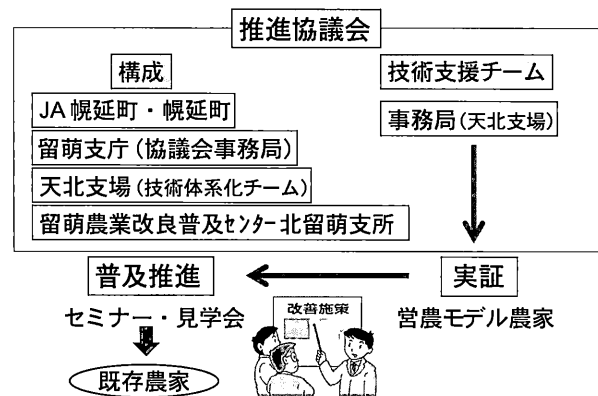 推進協議会
構成
JA幌延町・幌延町
留萌支庁(協議会事務局)
天北支場(技術体系化チーム)
留萌農業改良普及ｾﾝﾀｰ北留萌支所
技術支援チーム
事務局(天北支場)
普及推進
セミナー・見学会
既存農家
改善施策
実証
営農モデル農家